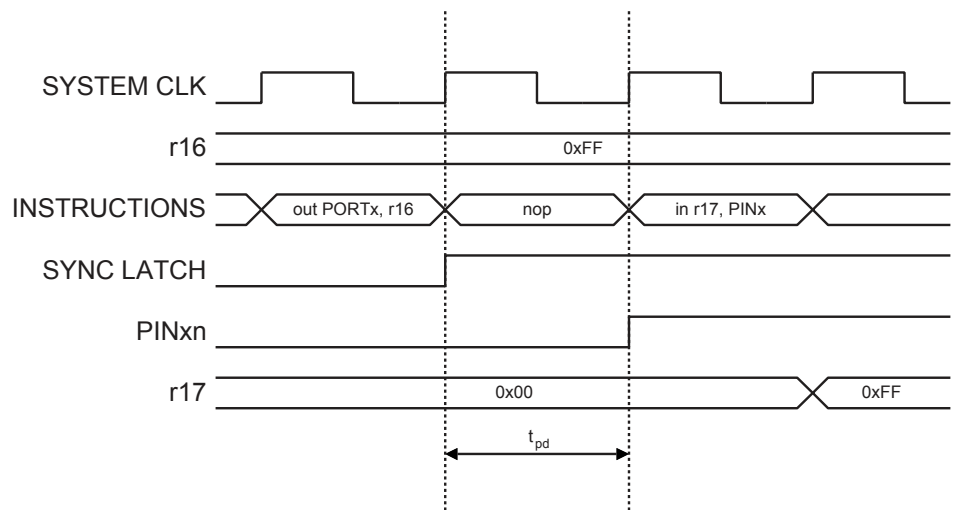 SYSTEM CLK
r16
0xFF
INSTRUCTIONS
out PORTx, r16
nop
in r17, PINx
SYNC LATCH
PINxn
r17
0x00
0xFF
tpd